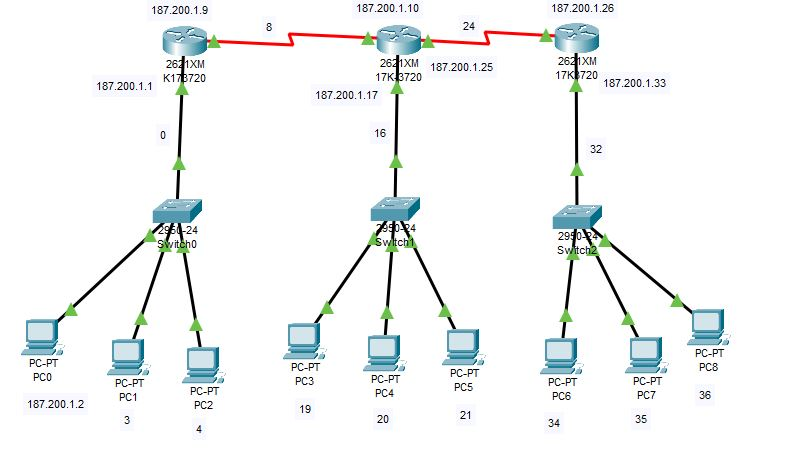 187.200.1.9
187.200.1.10
187.200.1.26
8
24
2621XM
K173720
2621XM
17K-3720
2621XM
17K3720
187.200.1.25
187.200.1.1
187.200.1.17
187.200.1.33
0
16
32
2950-24
Switch0
2950-24
Switch1
2950-24
Switch2
PC-PT
PC0
PC-PT
PC1
PC-PT
PC2
PC-PT
PC3
PC-PT
PC4
PC-PT
PC5
PC-PT
PC6
PC-PT
PC7
PC-PT
PC8
187.200.1.2
3
4
19
20
21
34
35
36